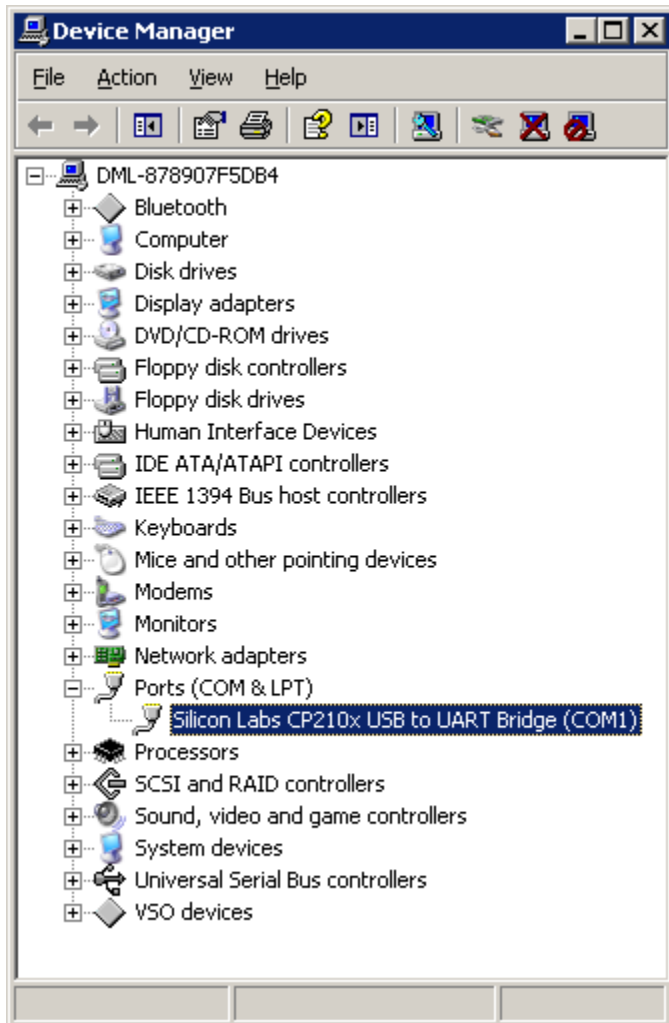 Device Manager
File Action View Help
DML-878907F5DB4
Bluetooth
Computer
Disk drives
Display adapters
DVD/CD-ROM drives
Floppy disk controllers
Floppy disk drives
Human Interface Devices
IDE ATA/ATAPI controllers
IEEE 1394 Bus host controllers
Keyboards
Mice and other pointing devices
Modems
Monitors
Network adapters
Ports (COM & LPT)
Silicon Labs CP210x USB to UART Bridge (COM1)
Processors
SCSI and RAID controllers
Sound, video and game controllers
System devices
Universal Serial Bus controllers
VSO devices